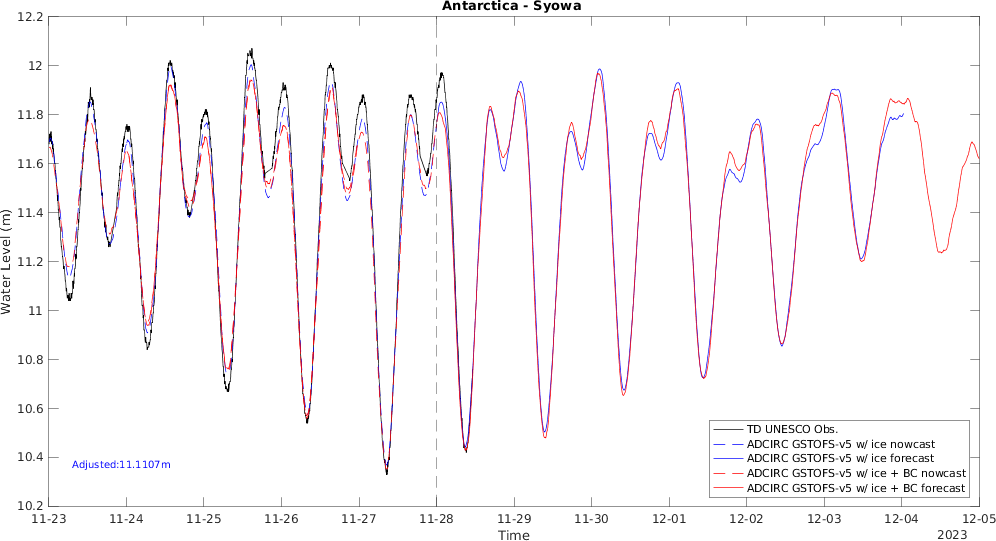 Antarctica - Syowa
12.2
12
11.8
11.6
11.4
11.2
11
10.8
10.6
10.4
10.2
Water Level (m)
Adjusted:11.1107m
TD UNESCO Obs.
ADCIRC GSTOFS-v5 w/ ice nowcast
ADCIRC GSTOFS-v5 w/ ice forecast
ADCIRC GSTOFS-v5 w/ ice + BC nowcast
ADCIRC GSTOFS-v5 w/ ice + BC forecast
11-23 11-24 11-25 11-26 11-27 11-28 11-29 11-30 12-01 12-02 12-03 12-04 12-05
Time
2023